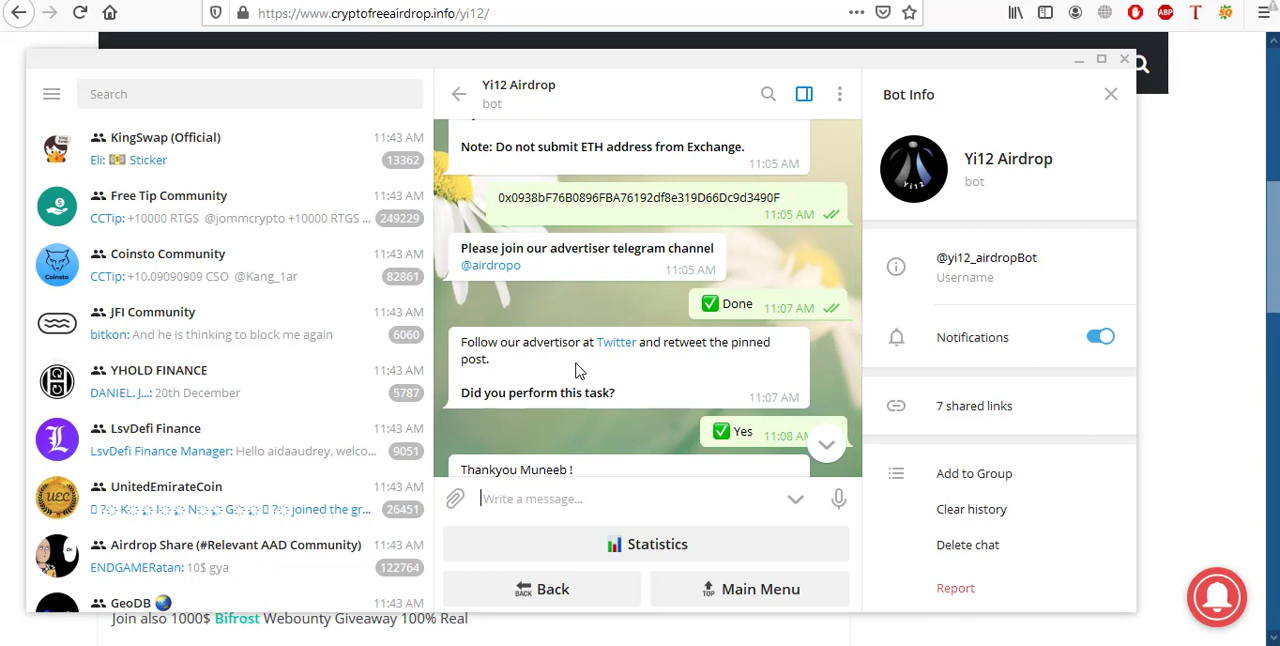 https://www.cryptofreeairdrop.info/yi12/
ABP
T
Search
KingSwap (Official)
11:43 AM
Eli: 💵 Sticker
13362
Free Tip Community
11:43 AM
CCTip: +10000 RTGS @jommcrypto +10000 RTGS ...
249229
Coinsto Community
11:43 AM
CCTip: +10.09090909 CSO @Kang_1ar
82861
Coinsto
JFI Community
11:43 AM
bitkon: And he is thinking to block me again
6060
YHOLD FINANCE
11:43 AM
DANIEL. J...: 20th December
5787
LsvDefi Finance
11:43 AM
LsvDefi Finance Manager: Hello aidaaudrey, welco...
9051
UnitedEmirateCoin
11:43 AM
joined the gr...
26451
UEC
Airdrop Share (#Relevant AAD Community)
11:43 AM
ENDGAMERatan: 10$ gya
122764
GeoDB 🌏
11:43 AM
Yi12 Airdrop
bot
Note: Do not submit ETH address from Exchange.
11:05 AM
0x0938bF76B0896FBA76192df8e319D66Dc9d3490F
11:05 AM
Please join our advertiser telegram channel
@airdropo
11:05 AM
✅ Done
11:07 AM
Follow our advertisor at Twitter and retweet the pinned
post.
Did you perform this task?
11:07 AM
✅ Yes
11:08 AM
Thankyou Muneeb !
Write a message...
📊 Statistics
🔙 Back
🔝 Main Menu
Bot Info
Yi12
Yi12 Airdrop
bot
@yi12_airdropBot
Username
Notifications
7 shared links
Add to Group
Clear history
Delete chat
Report
Join also 1000$ Bifrost Webounty Giveaway 100% Real